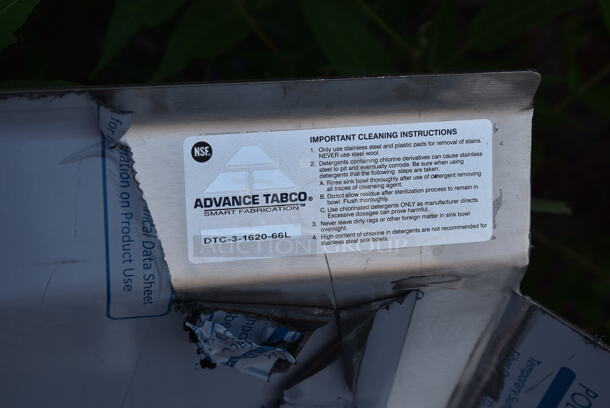 NSF.
ADVANCE TABCO®
SMART FABRICATION™
DTC-3-1620-66L
IMPORTANT CLEANING INSTRUCTIONS
1. Only use stainless steel and plastic pads for removal of stains.
NEVER use steel wool.
2. Detergents containing chlorine derivatives can cause stainless
steel to pit and eventually corrode. Be sure when using
detergents that the following steps are taken:
A. Rinse sink bowl thoroughly after use of detergent removing
all traces of cleansing agent.
B. Do not allow residue after sterilization process to remain in
bowl. Flush thoroughly.
C. Use chlorinated detergents ONLY as manufacturer directs.
Excessive dosages can prove harmful.
3. Never leave dirty rags or other foreign matter in sink bowl
overnight.
4. High content of chlorine in detergents are not recommended for
stainless steel sink bowls.
AUCTION GROUP
for
ation on Product Use
al/Data Sheet
Temporary
PO